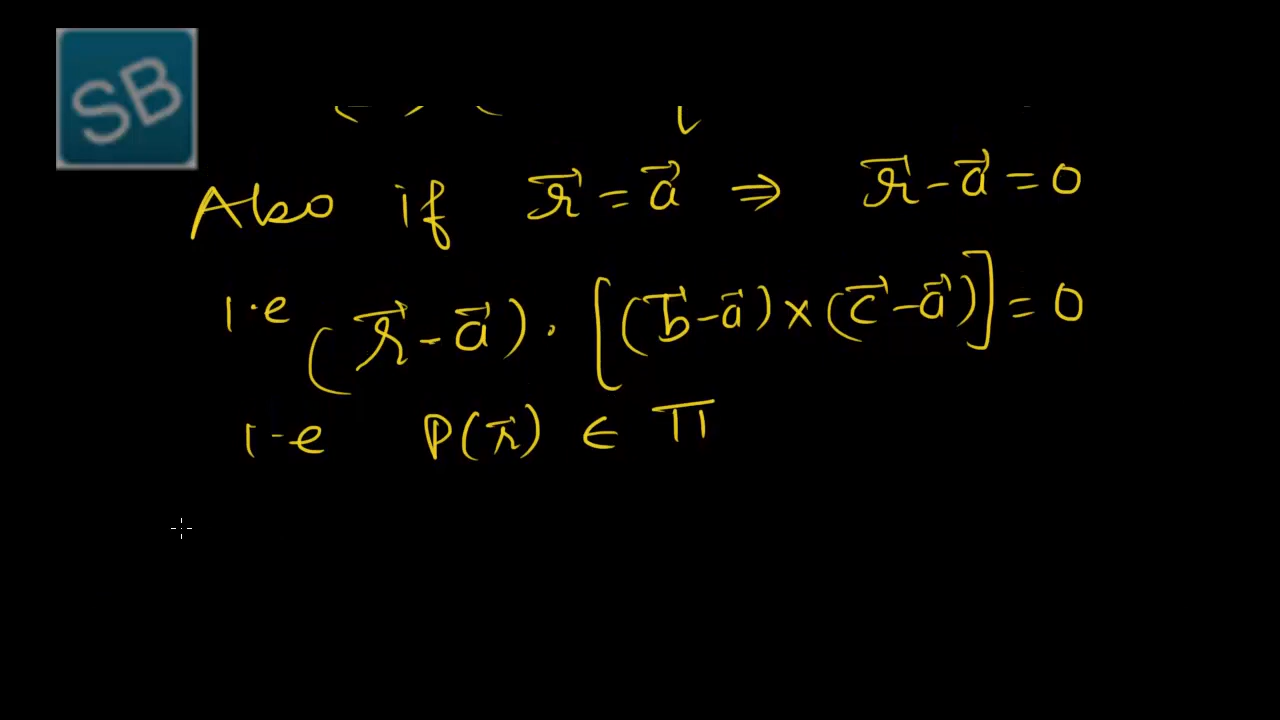 SB
Also if r⃗ = a⃗ ⇒ r⃗ - a⃗ = 0
i.e (r⃗ - a⃗) · [(b⃗ - a⃗) × (c⃗ - a⃗)] = 0
i-e P(r⃗) ∈ π